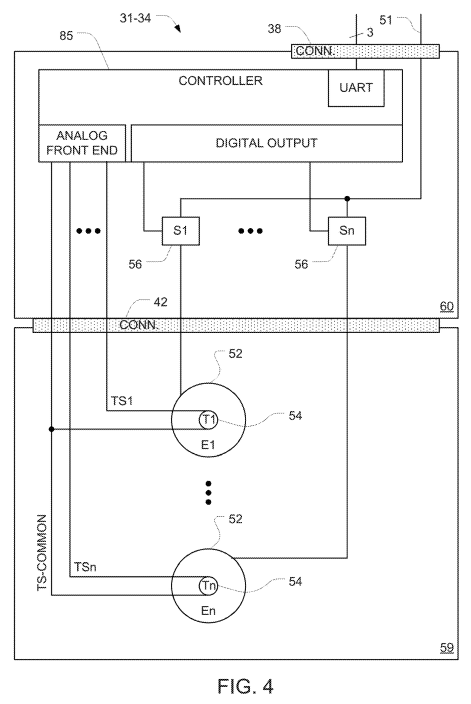 31-34
38
3
51
85
CONN.
CONTROLLER
UART
ANALOG
FRONT END
DIGITAL OUTPUT
S1
Sn
56
56
60
42
CONN.
52
TS1
T1
54
E1
52
TS-COMMON
TSn
Tn
54
En
59
FIG. 4